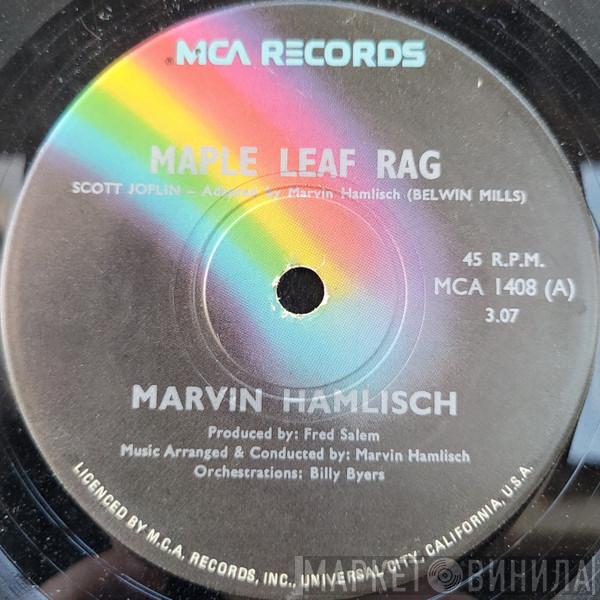 ® MCA RECORDS
MAPLE LEAF RAG
SCOTT JOPLIN – Adapted by Marvin Hamlisch (BELWIN MILLS)
45 R.P.M.
MCA 1408 (A)
3.07
MARVIN HAMLISCH
Produced by: Fred Salem
Music Arranged & Conducted by: Marvin Hamlisch
Orchestrations: Billy Byers
LICENCED BY M.C.A. RECORDS, INC., UNIVERSAL CITY, CALIFORNIA, U.S.A.
МАРКЕТ ВИНИЛА